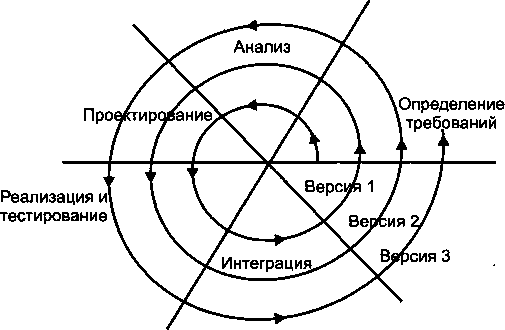 Анализ
Определение
требований
Проектирование
Версия 1
Реализация и
тестирование
Версия 2
Интеграция
Версия 3